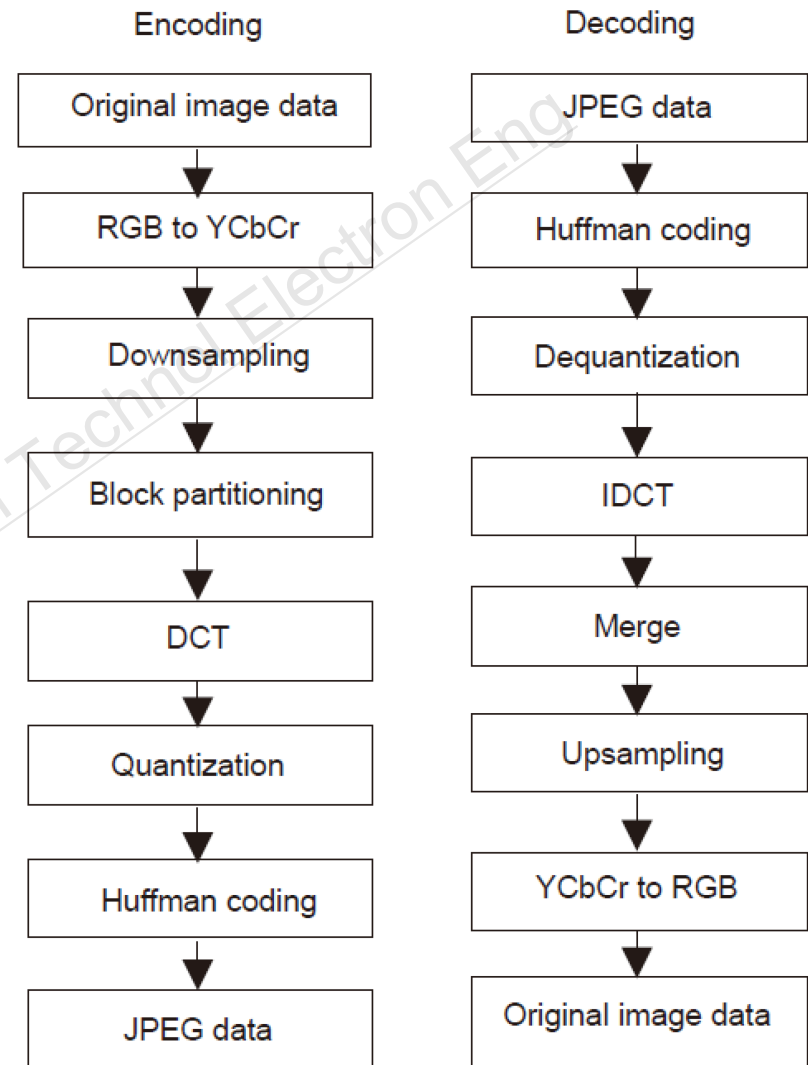 Encoding
Original image data
RGB to YCbCr
Downsampling
Block partitioning
DCT
Quantization
Huffman coding
JPEG data
Decoding
JPEG data
Huffman coding
Dequantization
IDCT
Merge
Upsampling
YCbCr to RGB
Original image data
Technol Electron Eng